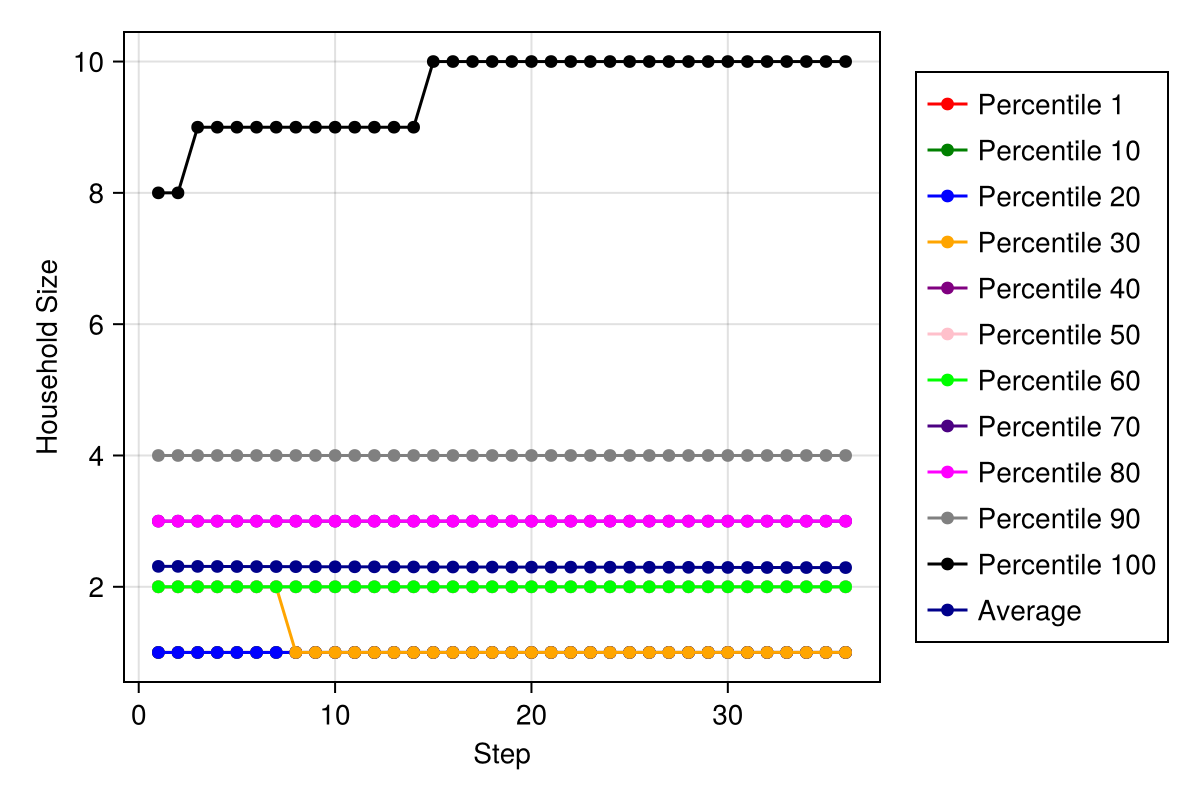 10
8
6
4
2
Household Size
0 10 20 30
Step
Percentile 1
Percentile 10
Percentile 20
Percentile 30
Percentile 40
Percentile 50
Percentile 60
Percentile 70
Percentile 80
Percentile 90
Percentile 100
Average